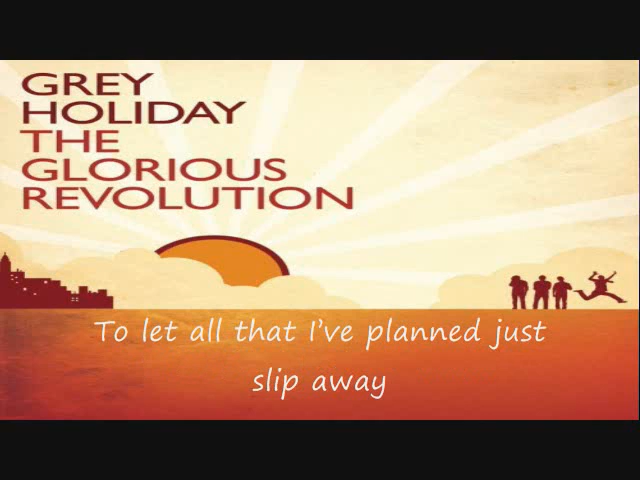 GREY
HOLIDAY
THE
GLORIOUS
REVOLUTION
To let all that I've planned just
slip away